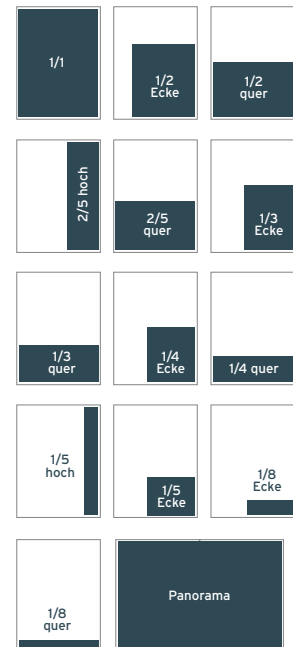 1/1
1/2
Ecke
1/2
quer
2/5 hoch
2/5
quer
1/3
Ecke
1/3
quer
1/4
Ecke
1/4 quer
1/5
hoch
1/5
Ecke
1/8
Ecke
1/8
quer
Panorama